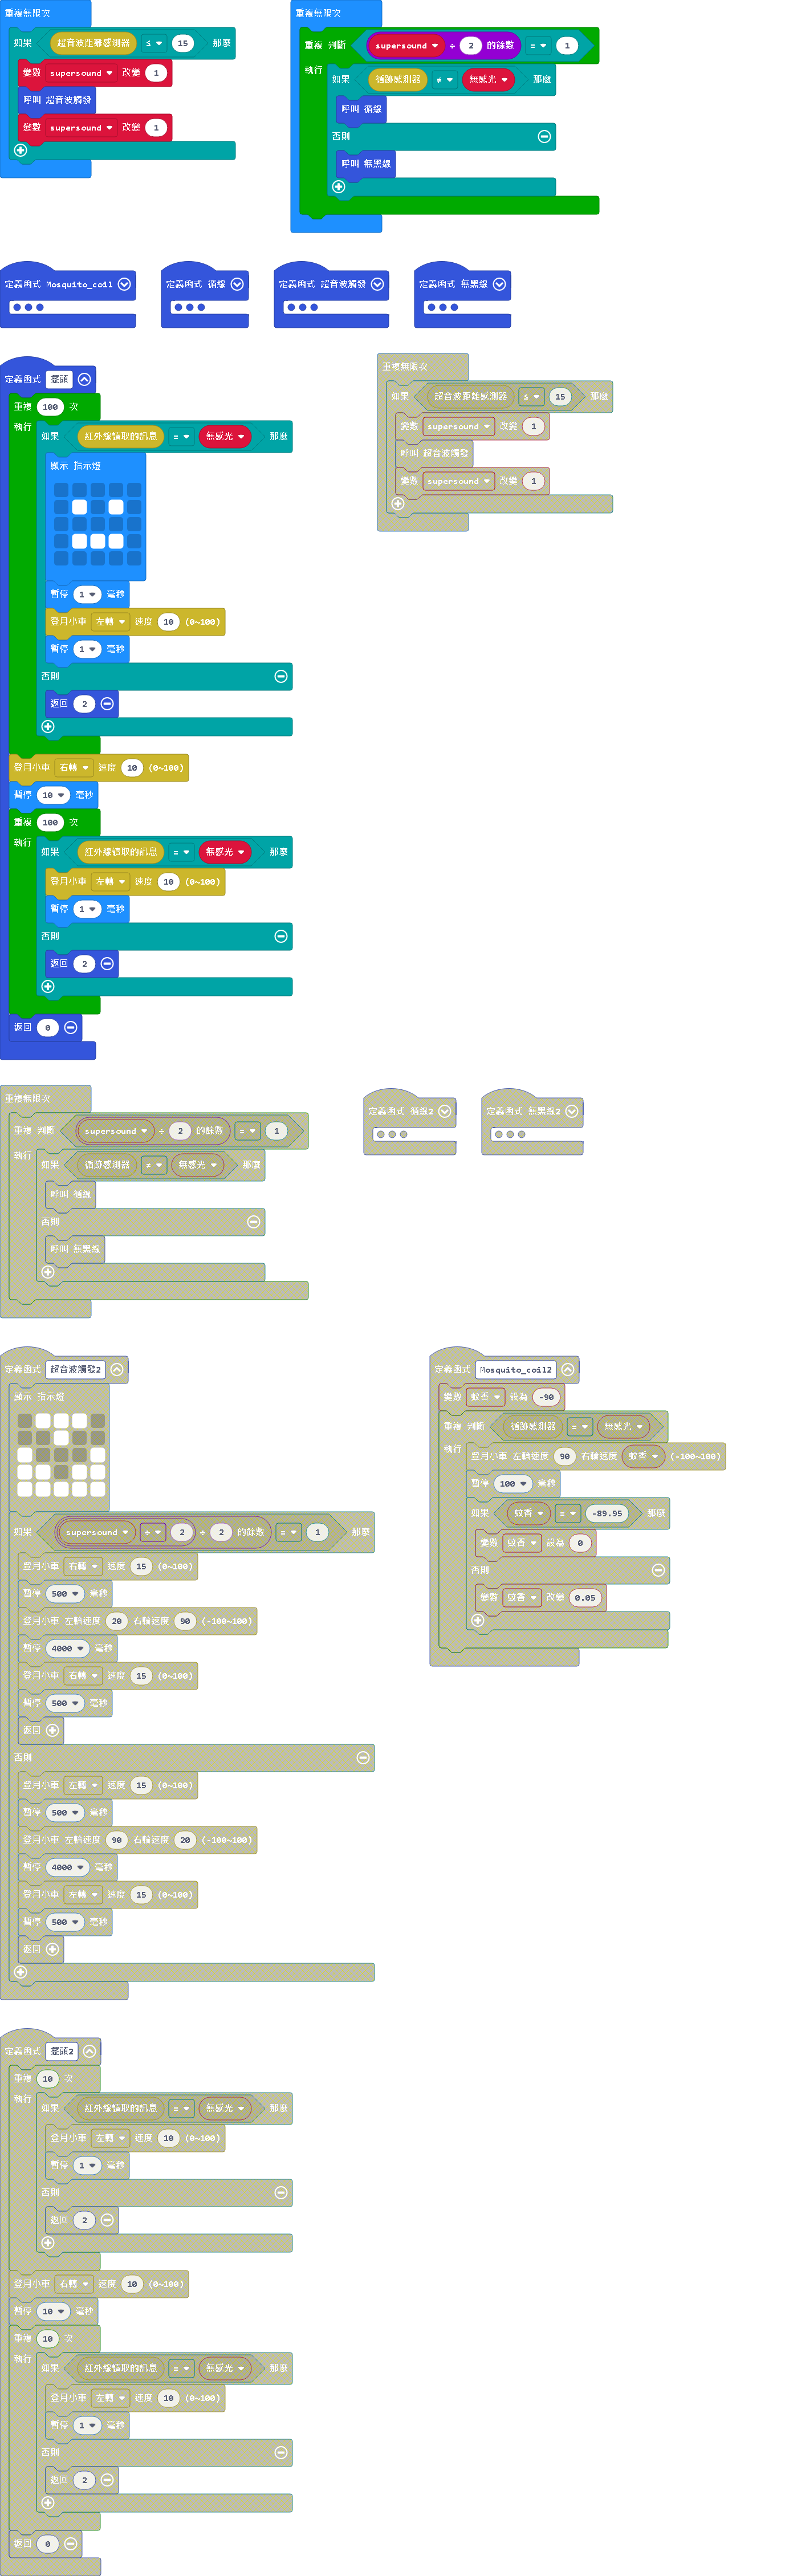 重複無限次
如果 超音波距離感測器 ≤ 15 那麼
變數 supersound 改變 1
呼叫 超音波觸發
變數 supersound 改變 1
重複無限次
重複 判斷 supersound ÷ 2 的餘數 = 1
執行 如果 循跡感測器 ≠ 無感光 那麼
呼叫 循線
否則
呼叫 無黑線
定義函式 Mosquito_coil
定義函式 循線
定義函式 超音波觸發
定義函式 無黑線
定義函式 擺頭
重複 100 次
執行 如果 紅外線讀取的訊息 = 無感光 那麼
顯示 指示燈
暫停 1 毫秒
登月小車 左轉 速度 10 (0~100)
暫停 1 毫秒
否則
返回 2
登月小車 右轉 速度 10 (0~100)
暫停 10 毫秒
重複 100 次
執行 如果 紅外線讀取的訊息 = 無感光 那麼
登月小車 左轉 速度 10 (0~100)
暫停 1 毫秒
否則
返回 2
返回 0
重複無限次
如果 超音波距離感測器 ≤ 15 那麼
變數 supersound 改變 1
呼叫 超音波觸發
變數 supersound 改變 1
重複無限次
重複 判斷 supersound ÷ 2 的餘數 = 1
執行 如果 循跡感測器 ≠ 無感光 那麼
呼叫 循線
否則
呼叫 無黑線
定義函式 循線2
定義函式 無黑線2
定義函式 超音波觸發2
顯示 指示燈
如果 supersound ÷ 2 ÷ 2 的餘數 = 1 那麼
登月小車 右轉 速度 15 (0~100)
暫停 500 毫秒
登月小車 左輪速度 20 右輪速度 90 (-100~100)
暫停 4000 毫秒
登月小車 右轉 速度 15 (0~100)
暫停 500 毫秒
返回
否則
登月小車 左轉 速度 15 (0~100)
暫停 500 毫秒
登月小車 左輪速度 90 右輪速度 20 (-100~100)
暫停 4000 毫秒
登月小車 左轉 速度 15 (0~100)
暫停 500 毫秒
返回
定義函式 Mosquito_coil2
變數 蚊香 設為 -90
重複 判斷 循跡感測器 = 無感光
執行 登月小車 左輪速度 90 右輪速度 蚊香 (-100~100)
暫停 100 毫秒
如果 蚊香 = -89.95 那麼
變數 蚊香 設為 0
否則
變數 蚊香 改變 0.05
定義函式 擺頭2
重複 10 次
執行 如果 紅外線讀取的訊息 = 無感光 那麼
登月小車 左轉 速度 10 (0~100)
暫停 1 毫秒
否則
返回 2
登月小車 右轉 速度 10 (0~100)
暫停 10 毫秒
重複 10 次
執行 如果 紅外線讀取的訊息 = 無感光 那麼
登月小車 左轉 速度 10 (0~100)
暫停 1 毫秒
否則
返回 2
返回 0